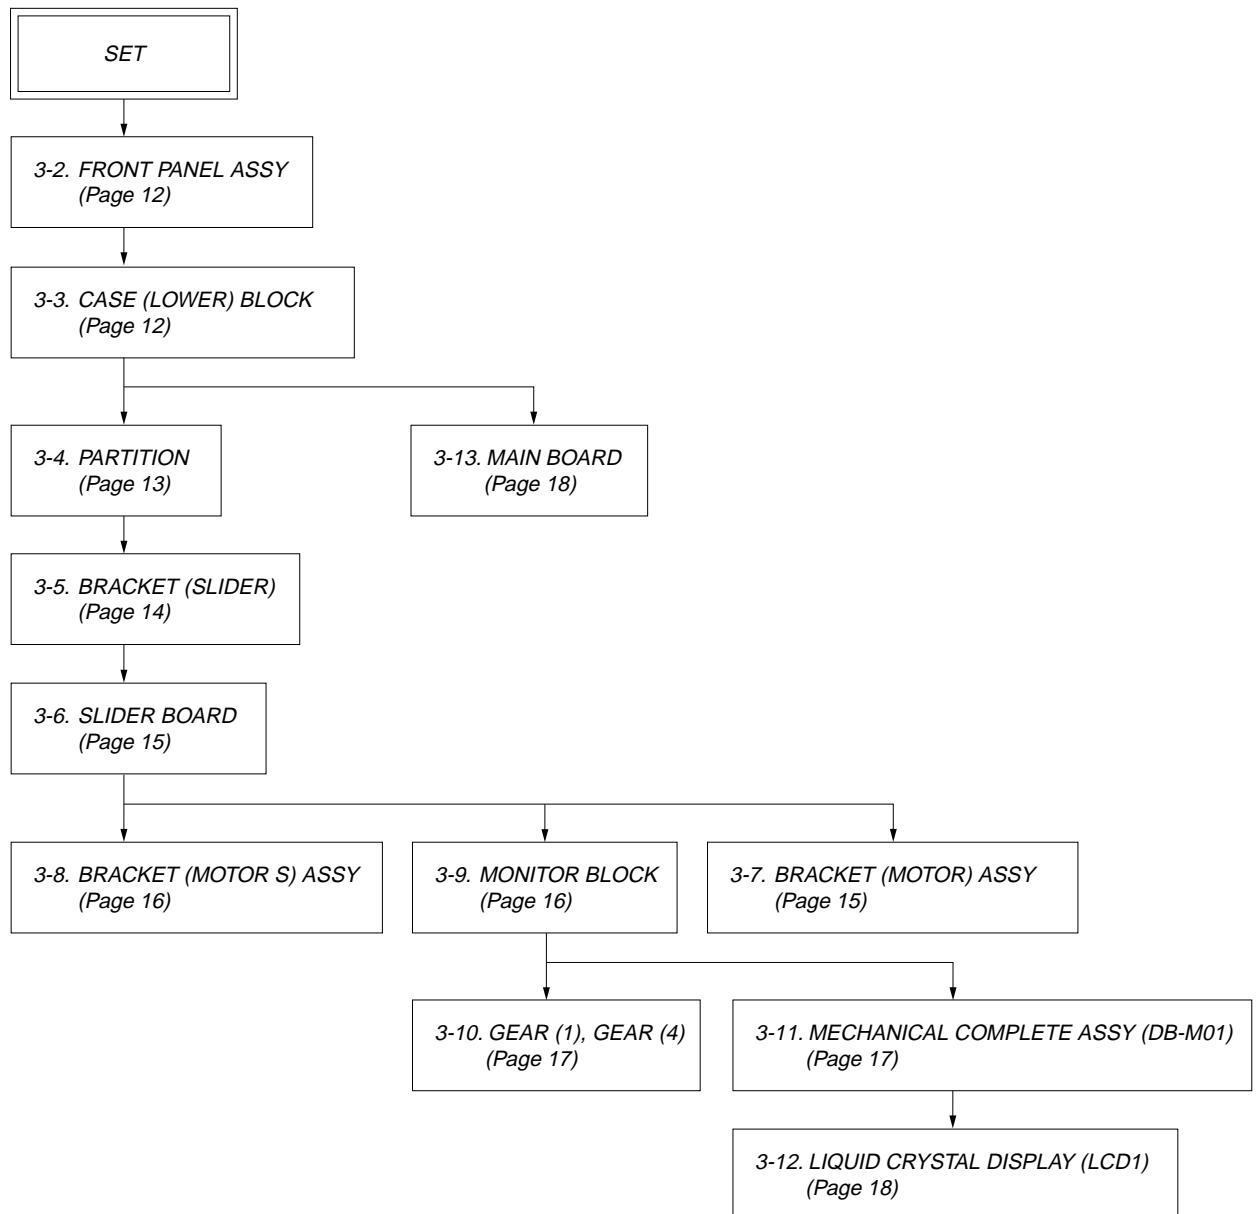 SET
3-2. FRONT PANEL ASSY
(Page 12)
3-3. CASE (LOWER) BLOCK
(Page 12)
3-4. PARTITION
(Page 13)
3-13. MAIN BOARD
(Page 18)
3-5. BRACKET (SLIDER)
(Page 14)
3-6. SLIDER BOARD
(Page 15)
3-8. BRACKET (MOTOR S) ASSY
(Page 16)
3-9. MONITOR BLOCK
(Page 16)
3-7. BRACKET (MOTOR) ASSY
(Page 15)
3-10. GEAR (1), GEAR (4)
(Page 17)
3-11. MECHANICAL COMPLETE ASSY (DB-M01)
(Page 17)
3-12. LIQUID CRYSTAL DISPLAY (LCD1)
(Page 18)